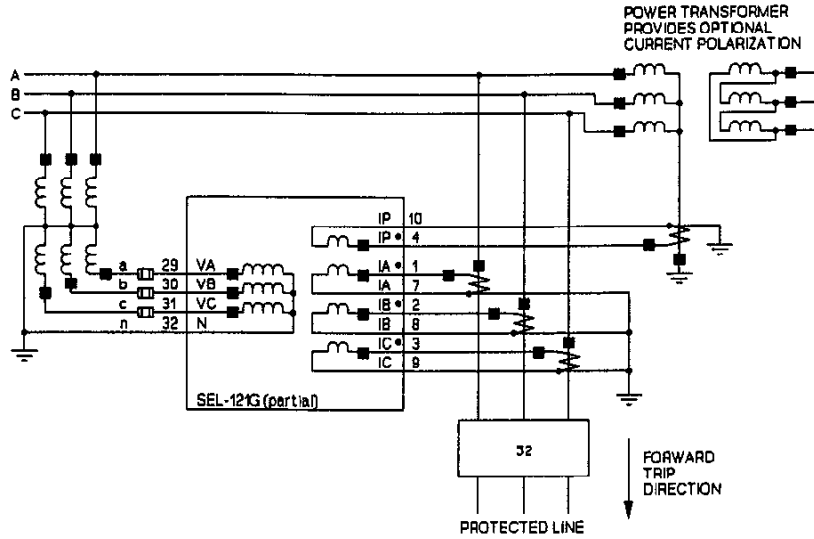 POWER TRANSFORMER
PROVIDES OPTIONAL
CURRENT POLARIZATION
A
B
C
IP 10
IP • 4
a 29 VA
IA • 1
b 30 VB
IA 7
c 31 VC
IB • 2
n 32 N
IB 8
IC • 3
IC 9
SEL-121G (partial)
52
FORWARD
TRIP
DIRECTION
PROTECTED LINE